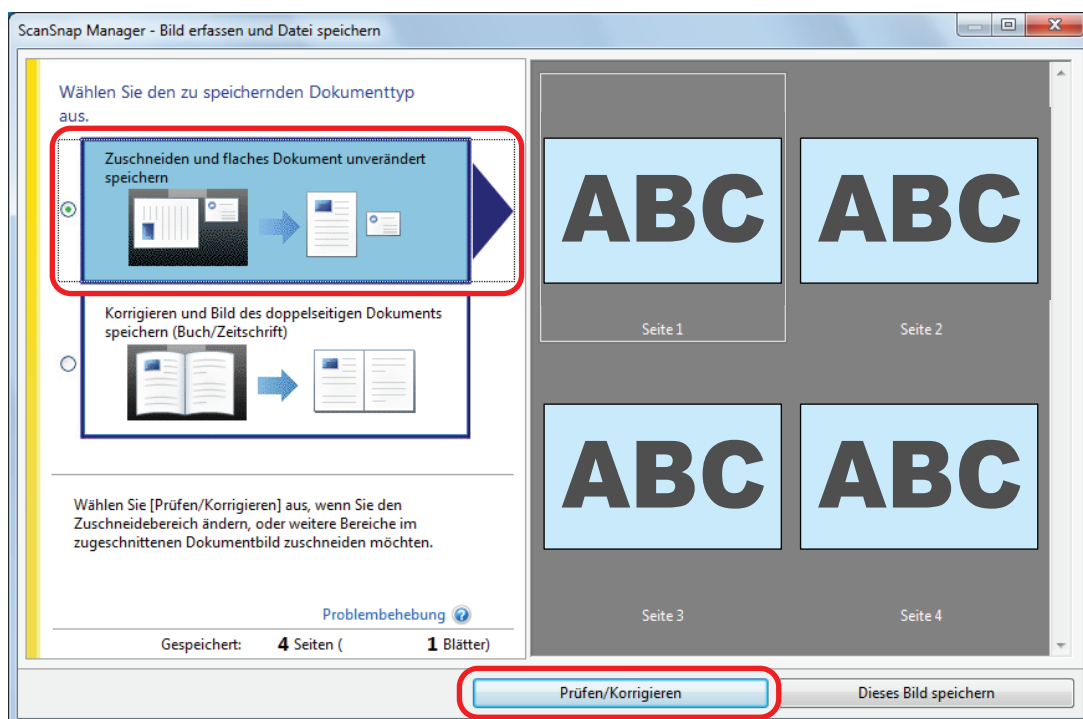 ScanSnap Manager - Bild erfassen und Datei speichern
Wählen Sie den zu speichernden Dokumenttyp
aus.
Zuschneiden und flaches Dokument unverändert
speichern
Korrigieren und Bild des doppelseitigen Dokuments
speichern (Buch/Zeitschrift)
Wählen Sie [Prüfen/Korrigieren] aus, wenn Sie den
Zuschneidebereich ändern, oder weitere Bereiche im
zugeschnittenen Dokumentbild zuschneiden möchten.
Problembehebung
Gespeichert: 4 Seiten ( 1 Blätter)
ABC ABC
Seite 1 Seite 2
ABC ABC
Seite 3 Seite 4
Prüfen/Korrigieren Dieses Bild speichern